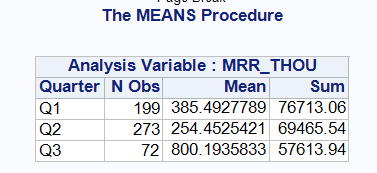 The MEANS Procedure
Analysis Variable : MRR_THOU
Quarter N Obs Mean Sum
Q1 199 385.4927789 76713.06
Q2 273 254.4525421 69465.54
Q3 72 800.1935833 57613.94